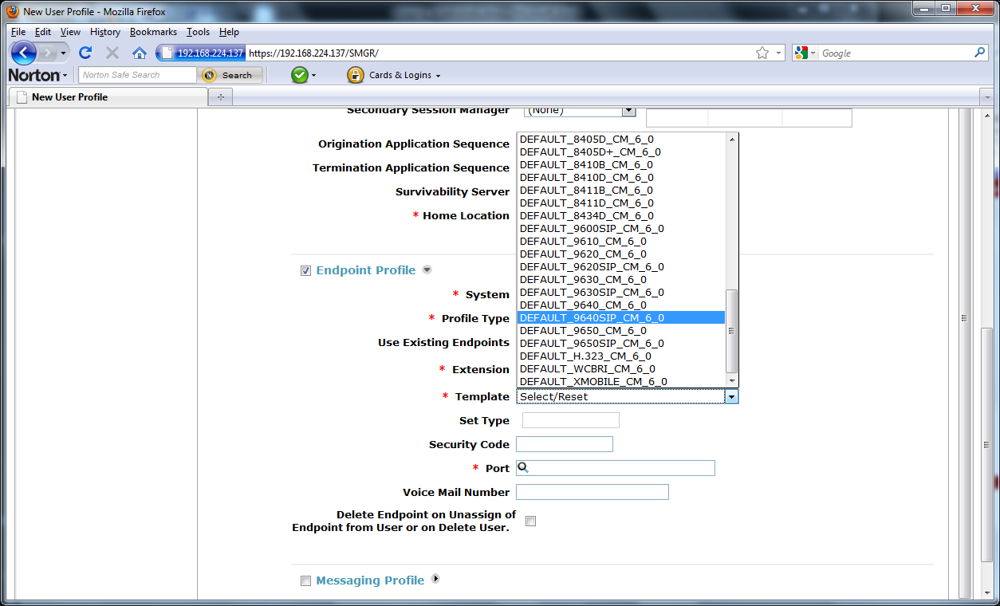 New User Profile - Mozilla Firefox
File Edit View History Bookmarks Tools Help
192.168.224.137 https://192.168.224.137/SMGR/ Google
Norton Norton Safe Search Search Cards & Logins
New User Profile
Secondary Session Manager (None)
DEFAULT_8405D_CM_6_0
Origination Application Sequence
DEFAULT_8405D+_CM_6_0
DEFAULT_8410B_CM_6_0
Termination Application Sequence
DEFAULT_8410D_CM_6_0
DEFAULT_8411B_CM_6_0
Survivability Server
DEFAULT_8411D_CM_6_0
* Home Location DEFAULT_8434D_CM_6_0
DEFAULT_9600SIP_CM_6_0
DEFAULT_9610_CM_6_0
DEFAULT_9620_CM_6_0
DEFAULT_9620SIP_CM_6_0
Endpoint Profile
DEFAULT_9630_CM_6_0
* System DEFAULT_9630SIP_CM_6_0
DEFAULT_9640_CM_6_0
* Profile Type DEFAULT_9640SIP_CM_6_0
DEFAULT_9650_CM_6_0
Use Existing Endpoints DEFAULT_9650SIP_CM_6_0
DEFAULT_H.323_CM_6_0
* Extension DEFAULT_WCBRI_CM_6_0
DEFAULT_XMOBILE_CM_6_0
* Template Select/Reset
Set Type
Security Code
* Port
Voice Mail Number
Delete Endpoint on Unassign of
Endpoint from User or on Delete User.
Messaging Profile